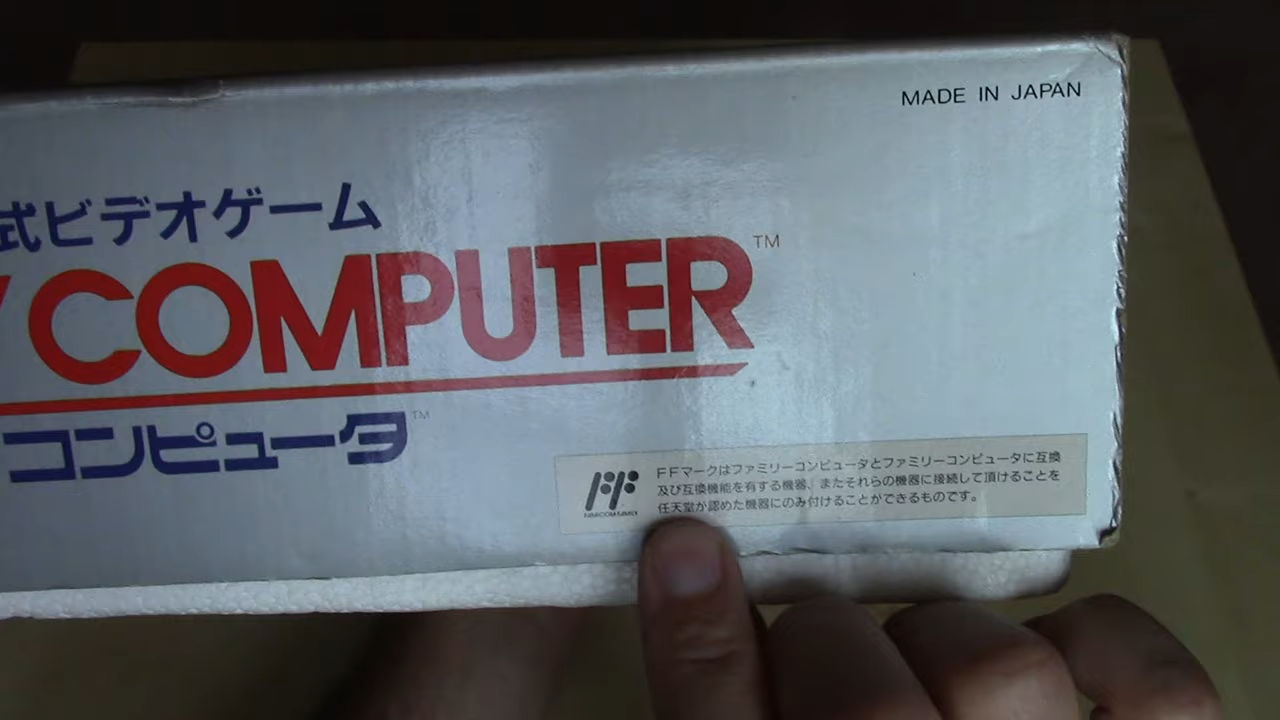 MADE IN JAPAN
式ビデオゲーム
COMPUTER™
コンピュータ™
FFマークはファミリーコンピュータとファミリーコンピュータに互換
及び互換機能を有する機器、またそれらの機器に接続して頂けることを
任天堂が認めた機器にのみ付けることができるものです。
FF
FAMICOM FAMILY